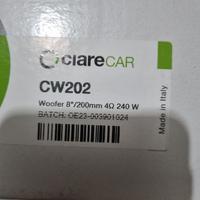 clareCAR
CW202
Woofer 8"/200mm 4Ω 240 W
BATCH: OE23-003901024
Made in Italy